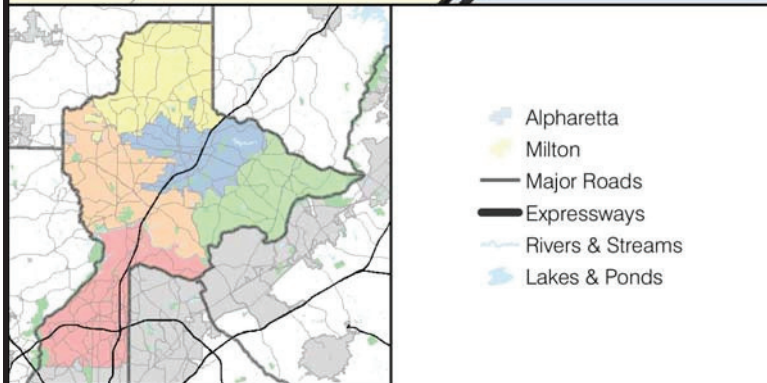 Alpharetta
Milton
Major Roads
Expressways
Rivers & Streams
Lakes & Ponds